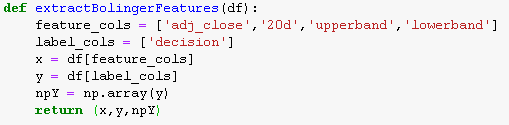 def extractBolingerFeatures(df):
    feature_cols = ['adj_close','20d','upperband','lowerband']
    label_cols = ['decision']
    x = df[feature_cols]
    y = df[label_cols]
    npY = np.array(y)
    return (x,y,npY)